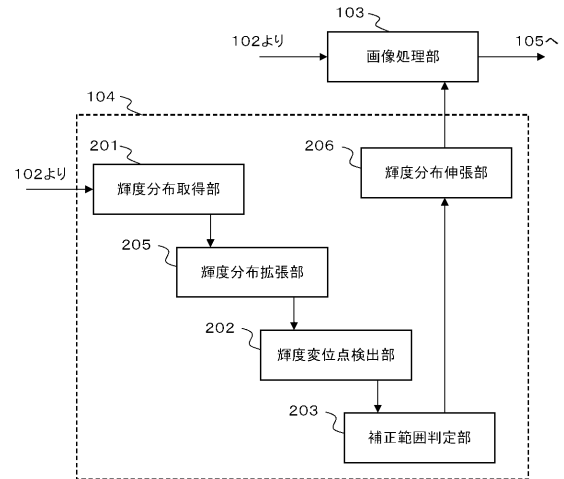 103
102より
画像処理部
105へ
104
201
206
102より
輝度分布取得部
輝度分布伸張部
205
輝度分布拡張部
202
輝度変位点検出部
203
補正範囲判定部